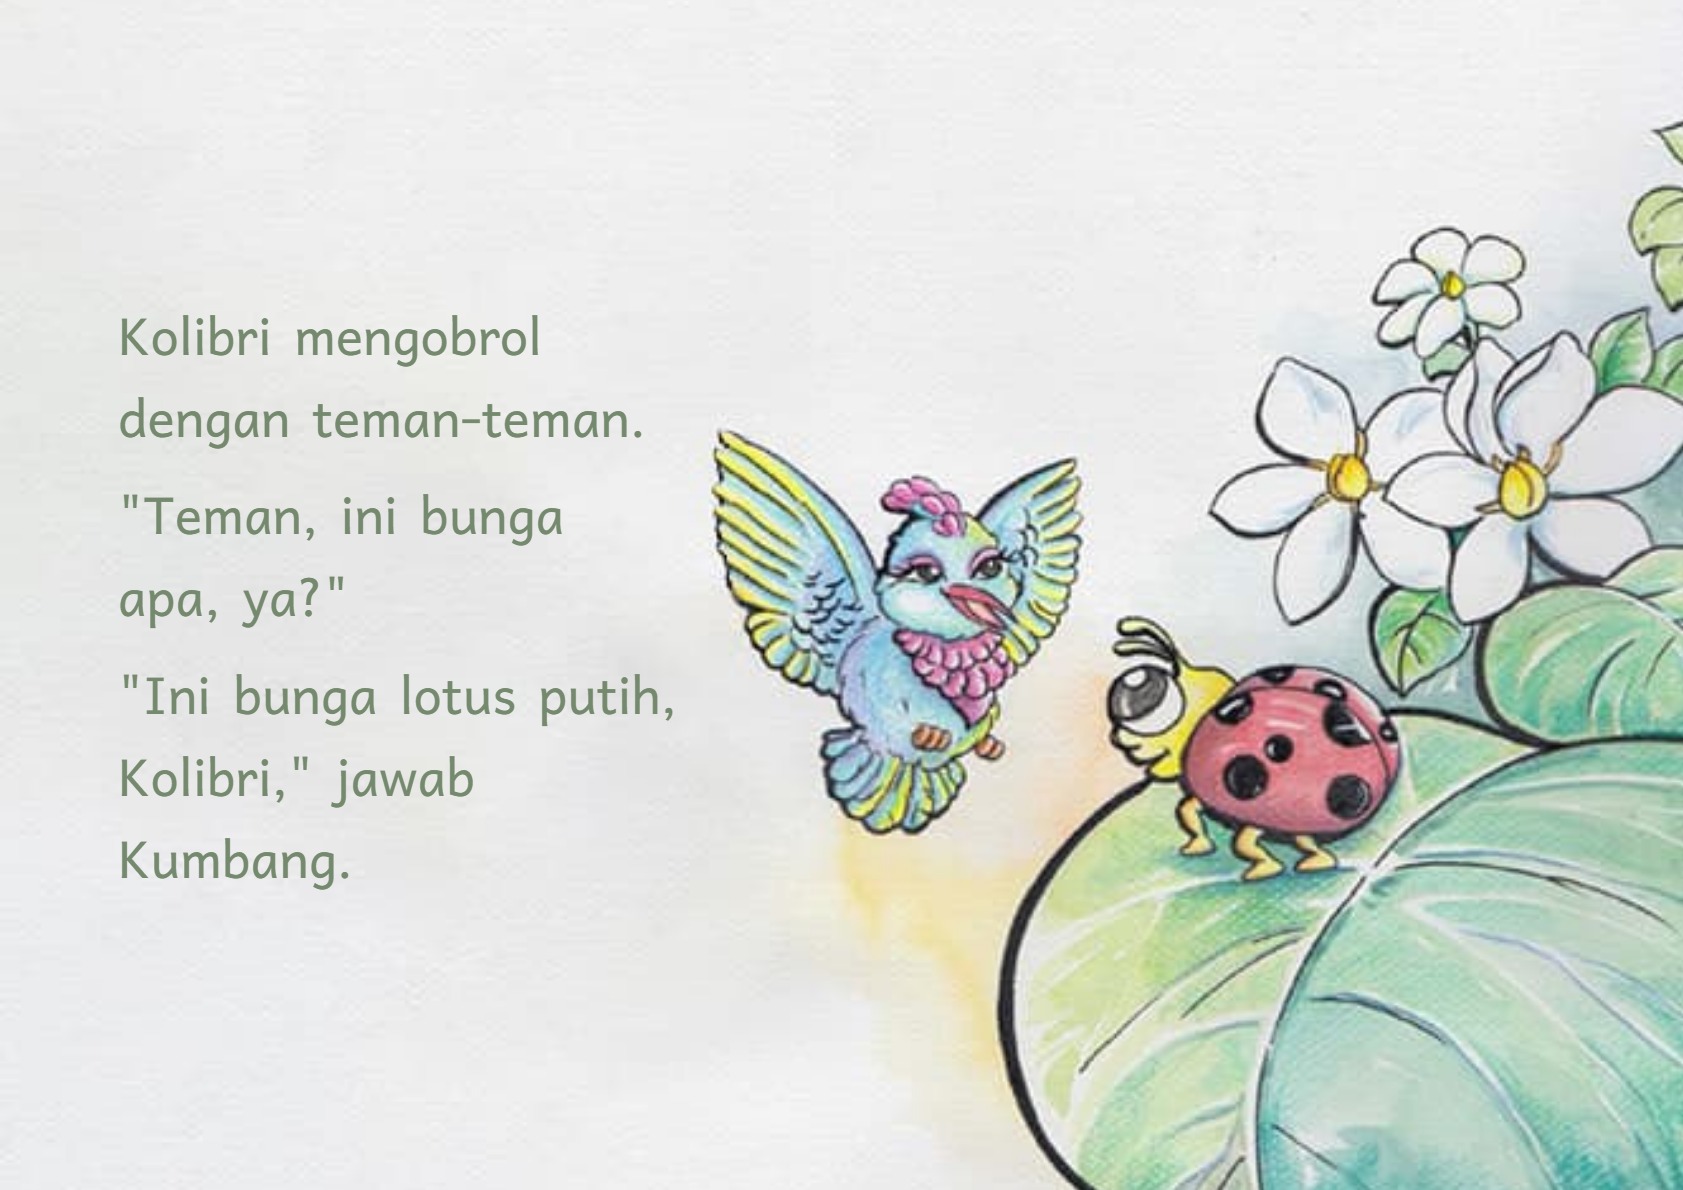 Kolibri mengobrol
dengan teman-teman.
"Teman, ini bunga
apa, ya?"
"Ini bunga lotus putih,
Kolibri," jawab
Kumbang.